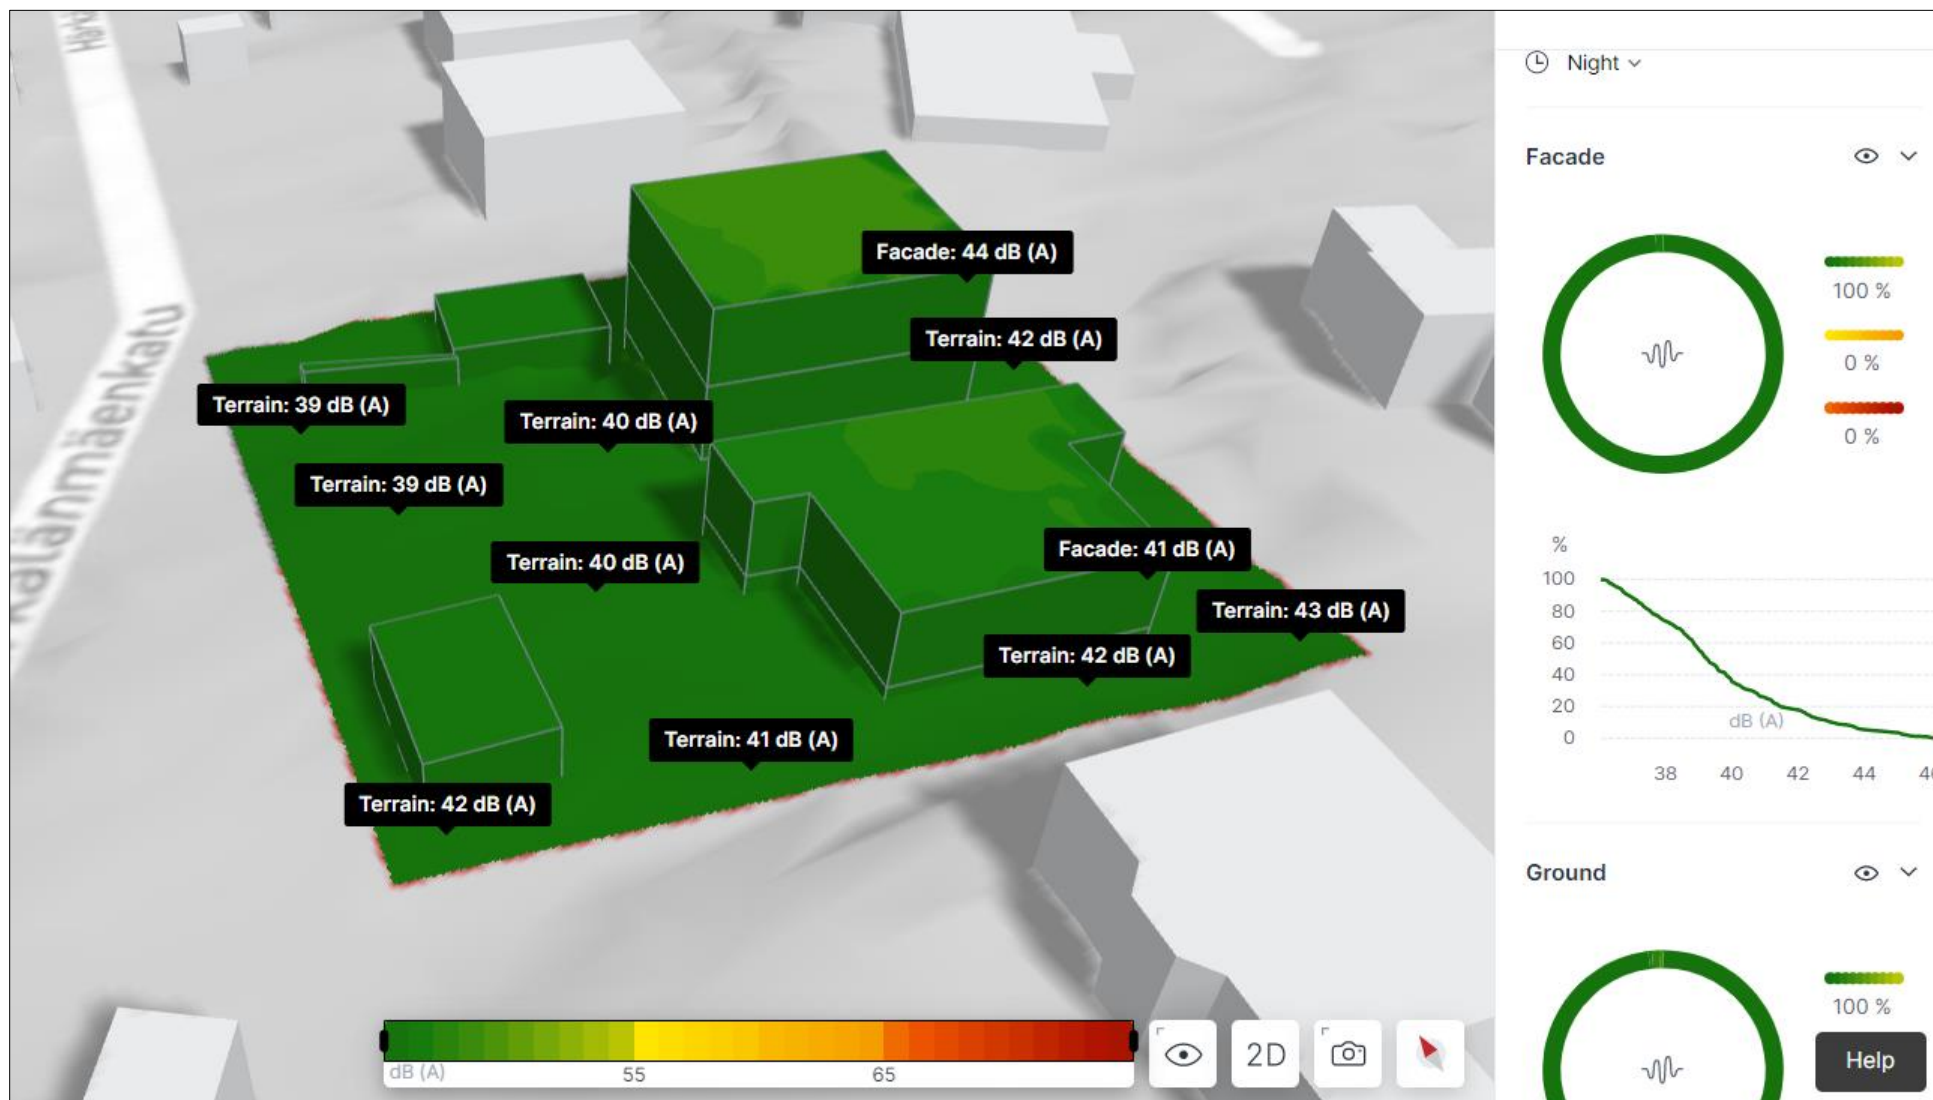 Kalanmäenkatu
Facade: 44 dB (A)
Terrain: 42 dB (A)
Terrain: 39 dB (A)
Terrain: 40 dB (A)
Terrain: 39 dB (A)
Terrain: 40 dB (A)
Facade: 41 dB (A)
Terrain: 43 dB (A)
Terrain: 42 dB (A)
Terrain: 41 dB (A)
Terrain: 42 dB (A)
dB (A)
55
65
2D
Night
Facade
100 %
0 %
0 %
%
100
80
60
40
20
0
dB (A)
38 40 42 44
Ground
100 %
Help